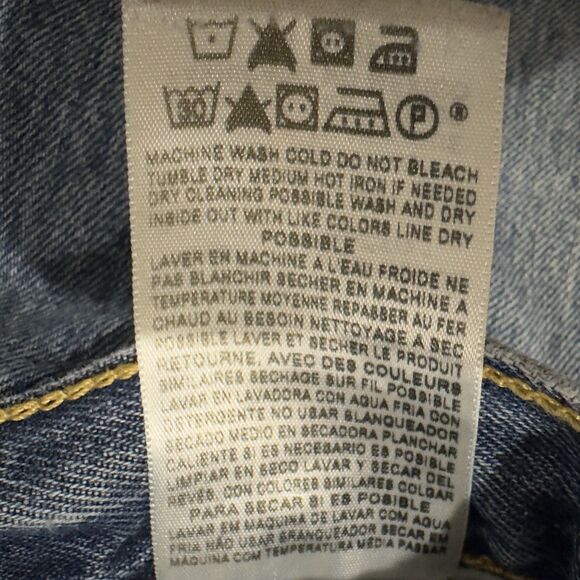 30 P ®
MACHINE WASH COLD DO NOT BLEACH
TUMBLE DRY MEDIUM HOT IRON IF NEEDED
DRY CLEANING POSSIBLE WASH AND DRY
INSIDE OUT WITH LIKE COLORS LINE DRY
POSSIBLE
LAVER EN MACHINE A L'EAU FROIDE NE
PAS BLANCHIR SECHER EN MACHINE A
TEMPERATURE MOYENNE REPASSER AU FER
CHAUD AU BESOIN NETTOYAGE A SEC
POSSIBLE LAVER ET SECHER LE PRODUIT
RETOURNE, AVEC DES COULEURS
SIMILAIRES SECHAGE SUR FIL POSSIBLE
LAVAR EN LAVADORA CON AGUA FRIA CON
DETERGENTE NO USAR BLANQUEADOR
SECADO MEDIO EN SECADORA PLANCHAR
CALIENTE SI ES NECESARIO ES POSIBLE
LIMPIAR EN SECO LAVAR Y SECAR DEL
REVES, CON COLORES SIMILARES COLGAR
PARA SECAR SI ES POSIBLE
LAVAR EM MAQUINA DE LAVAR COM AGUA
FRIA NÃO USAR BRANQUEADOR SECAR EM
MÁQUINA COM TEMPERATURA MÉDIA PASSAR